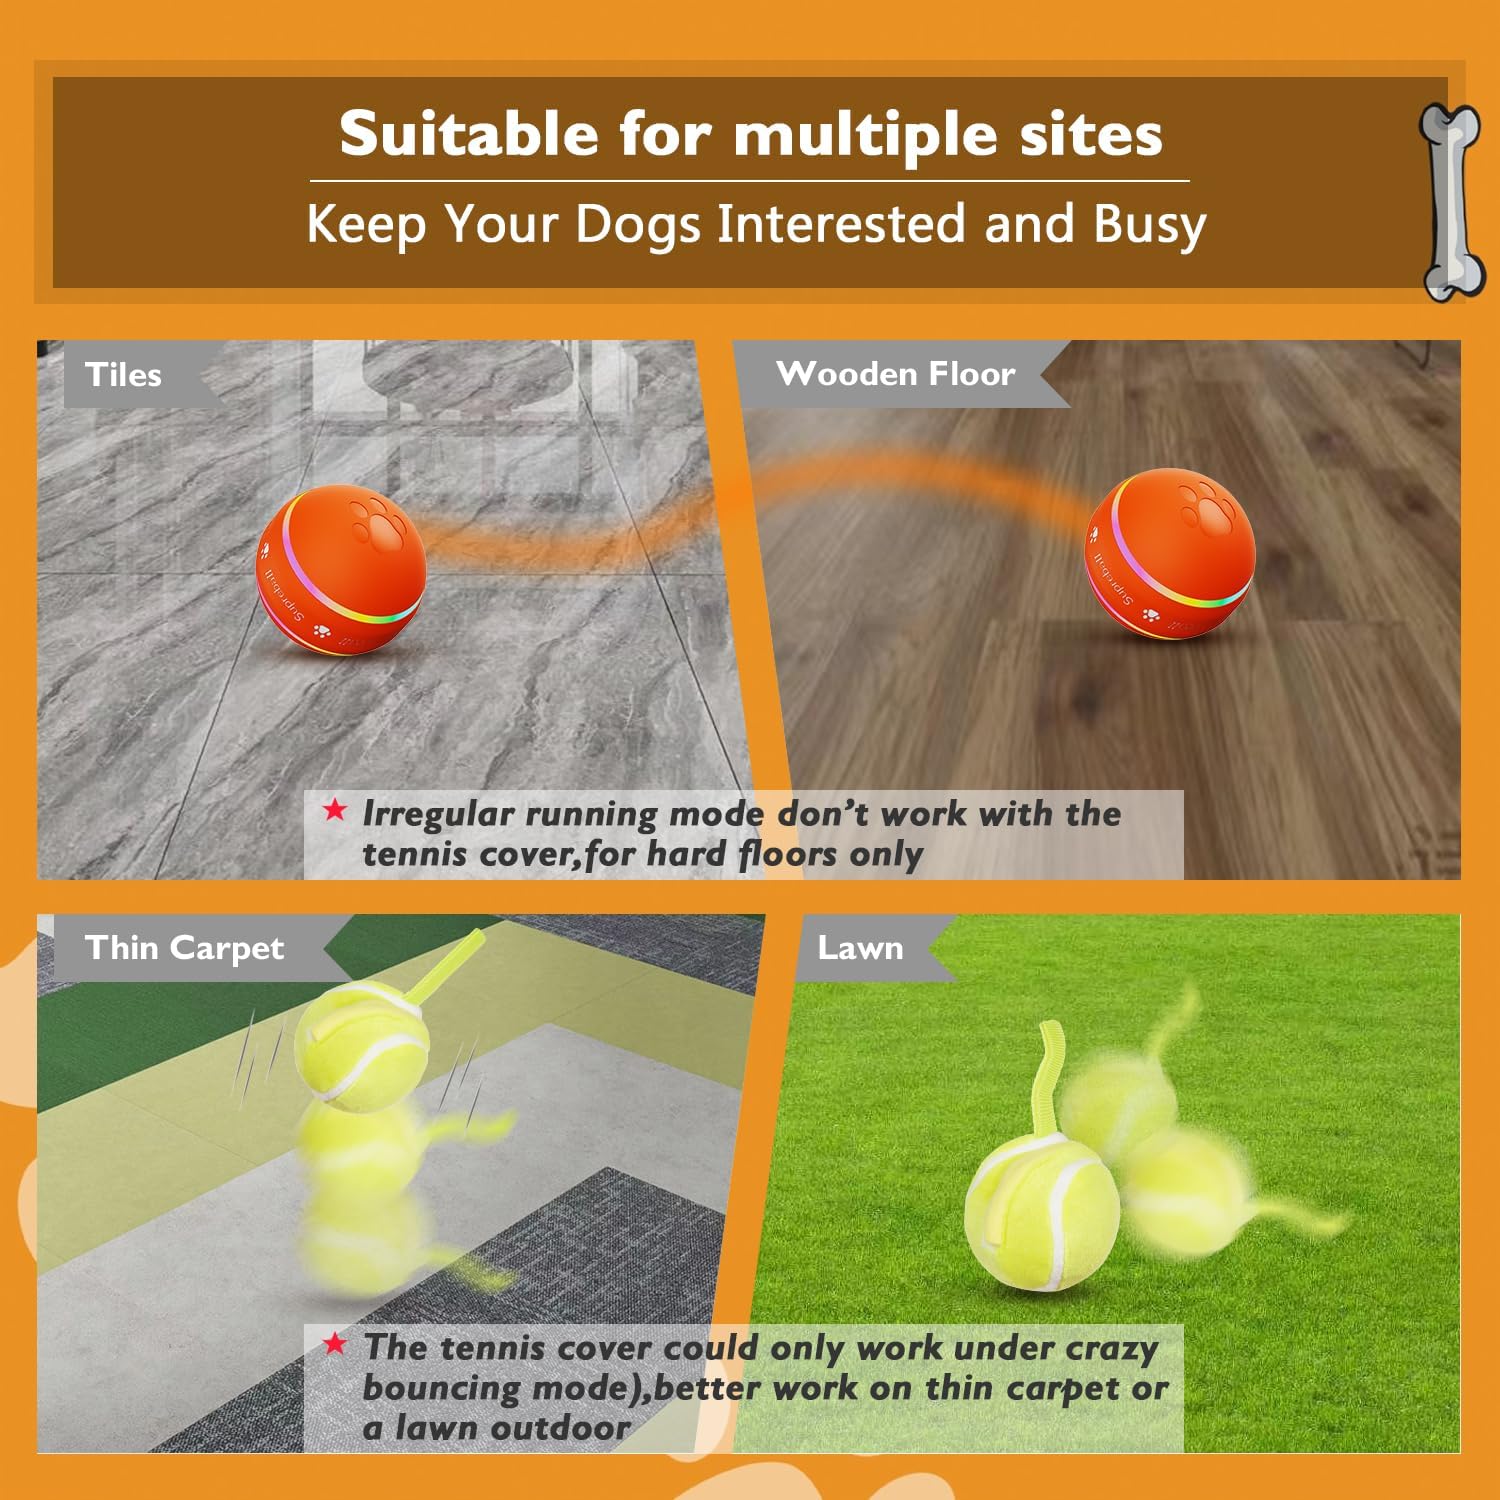 Suitable for multiple sites
Keep Your Dogs Interested and Busy
Tiles
Wooden Floor
Supreball
Supreball
★ Irregular running mode don’t work with the
tennis cover,for hard floors only
Thin Carpet
Lawn
★ The tennis cover could only work under crazy
bouncing mode),better work on thin carpet or
a lawn outdoor